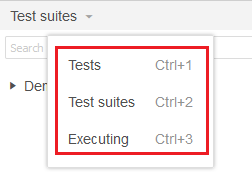 Test suites
Search
Tests Ctrl+1
Test suites Ctrl+2
Executing Ctrl+3